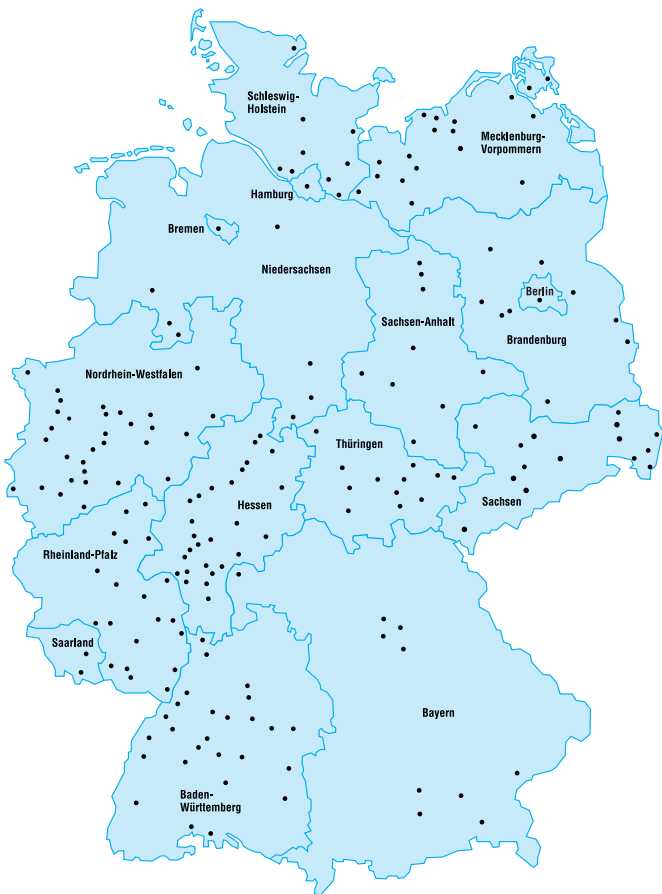 Schleswig-
Holstein
Mecklenburg-
Vorpommern
Hamburg
Bremen
Niedersachsen
Berlin
Sachsen-Anhalt
Brandenburg
Nordrhein-Westfalen
Thüringen
Sachsen
Hessen
Rheinland-Pfalz
Saarland
Bayern
Baden-
Württemberg